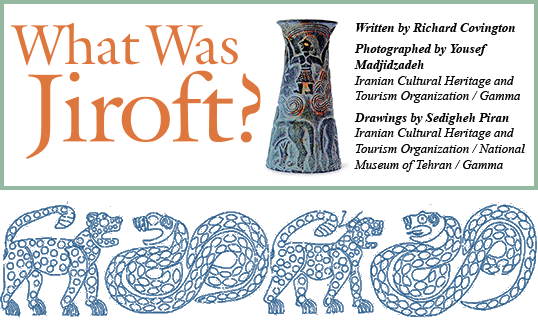 What Was
Jiroft?
Written by Richard Covington
Photographed by Yousef
Madjidzadeh
Iranian Cultural Heritage and
Tourism Organization / Gamma
Drawings by Sedigheh Piran
Iranian Cultural Heritage and
Tourism Organization / National
Museum of Tehran / Gamma